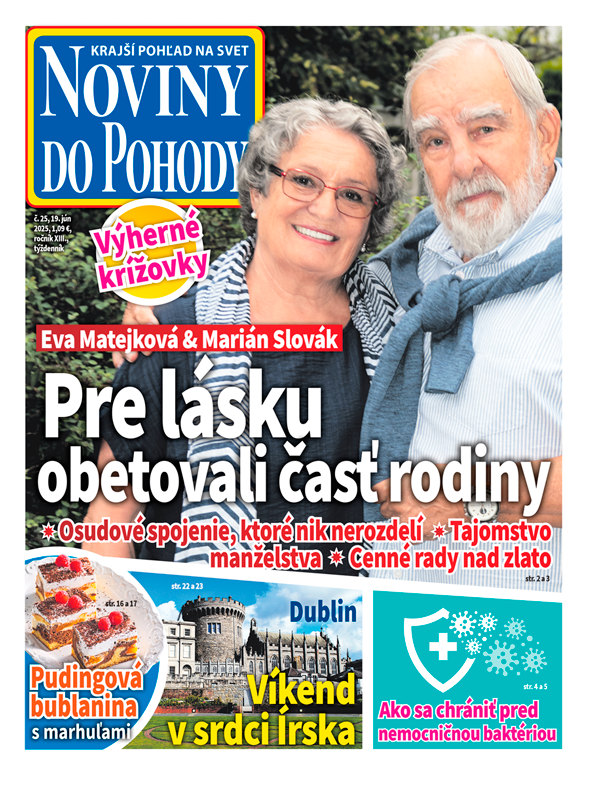 KRAJŠÍ POHĽAD NA SVET
NOVINY
DO POHODY
č. 25, 19. jún
2025, 1,09 €,
ročník XIII.,
týždenník
Výherné
krížovky
Eva Matejková & Marián Slovák
Pre lásku
obetovali časť rodiny
Osudové spojenie, ktoré nik nerozdelí Tajomstvo
manželstva Cenné rady nad zlato
str. 2 a 3
str. 16 a 17
Pudingová
bublanina
s marhuľami
str. 22 a 23
Dublin
Víkend
v srdci Írska
str. 4 a 5
Ako sa chrániť pred
nemocničnou baktériou